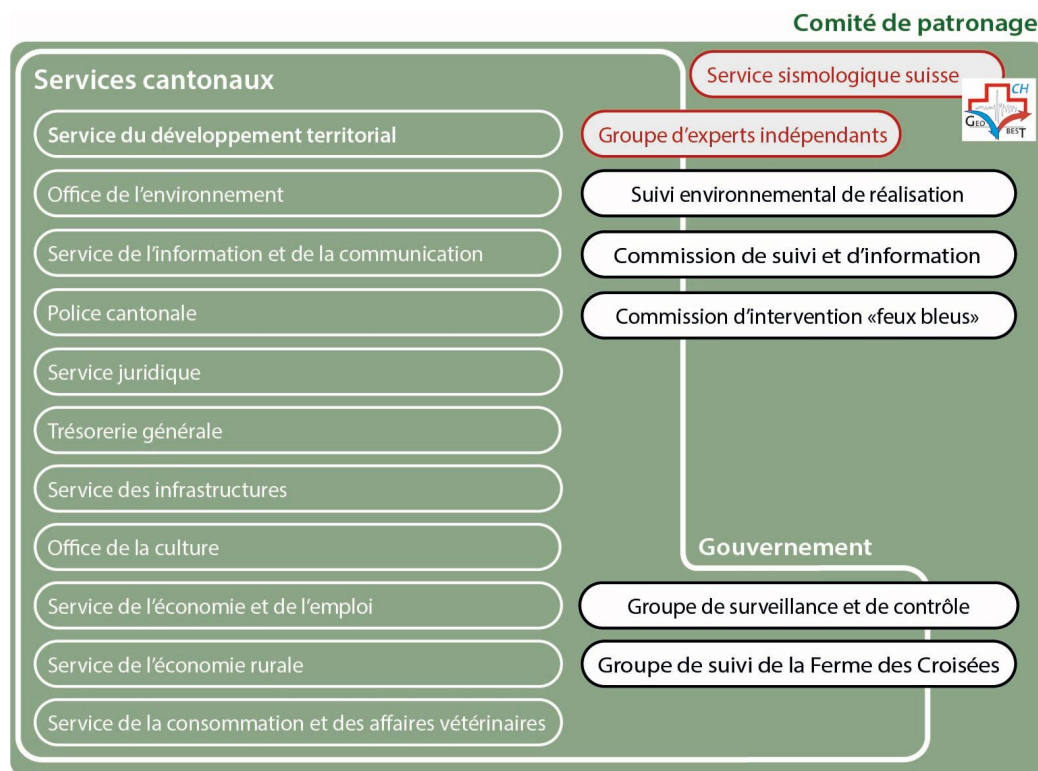 Comité de patronage
Services cantonaux
Service sismologique suisse
CH
GEO
BEST
Service du développement territorial
Groupe d'experts indépendants
Office de l'environnement
Suivi environnemental de réalisation
Service de l'information et de la communication
Commission de suivi et d'information
Police cantonale
Commission d'intervention «feux bleus»
Service juridique
Trésorerie générale
Service des infrastructures
Office de la culture
Gouvernement
Service de l'économie et de l'emploi
Groupe de surveillance et de contrôle
Service de l'économie rurale
Groupe de suivi de la Ferme des Croisées
Service de la consommation et des affaires vétérinaires